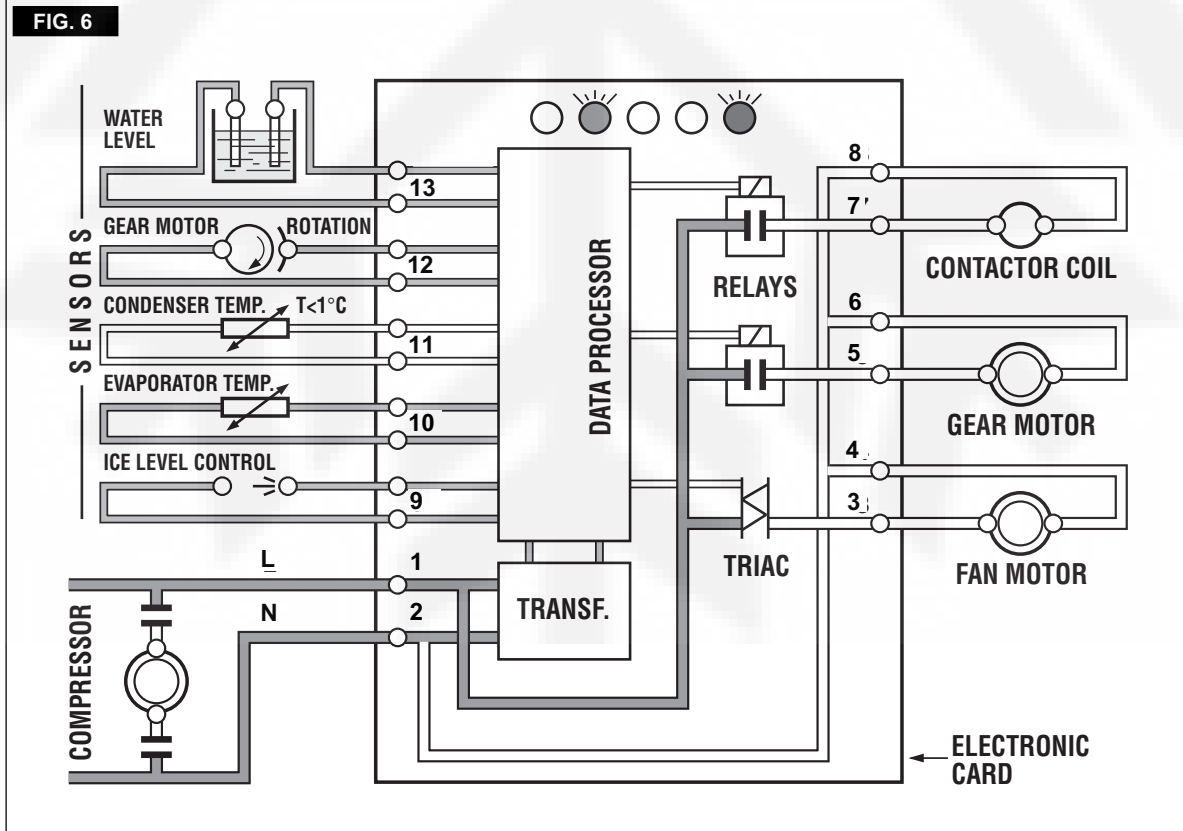 FIG. 6
WATER
LEVEL
13
GEAR MOTOR ROTATION
12
CONDENSER TEMP. T<1°C
11
EVAPORATOR TEMP.
10
ICE LEVEL CONTROL
9
SENSORS
L 1
N 2
COMPRESSOR
DATA PROCESSOR
TRANSF.
RELAYS
TRIAC
8
7
CONTACTOR COIL
6
5
GEAR MOTOR
4
3
FAN MOTOR
ELECTRONIC
CARD